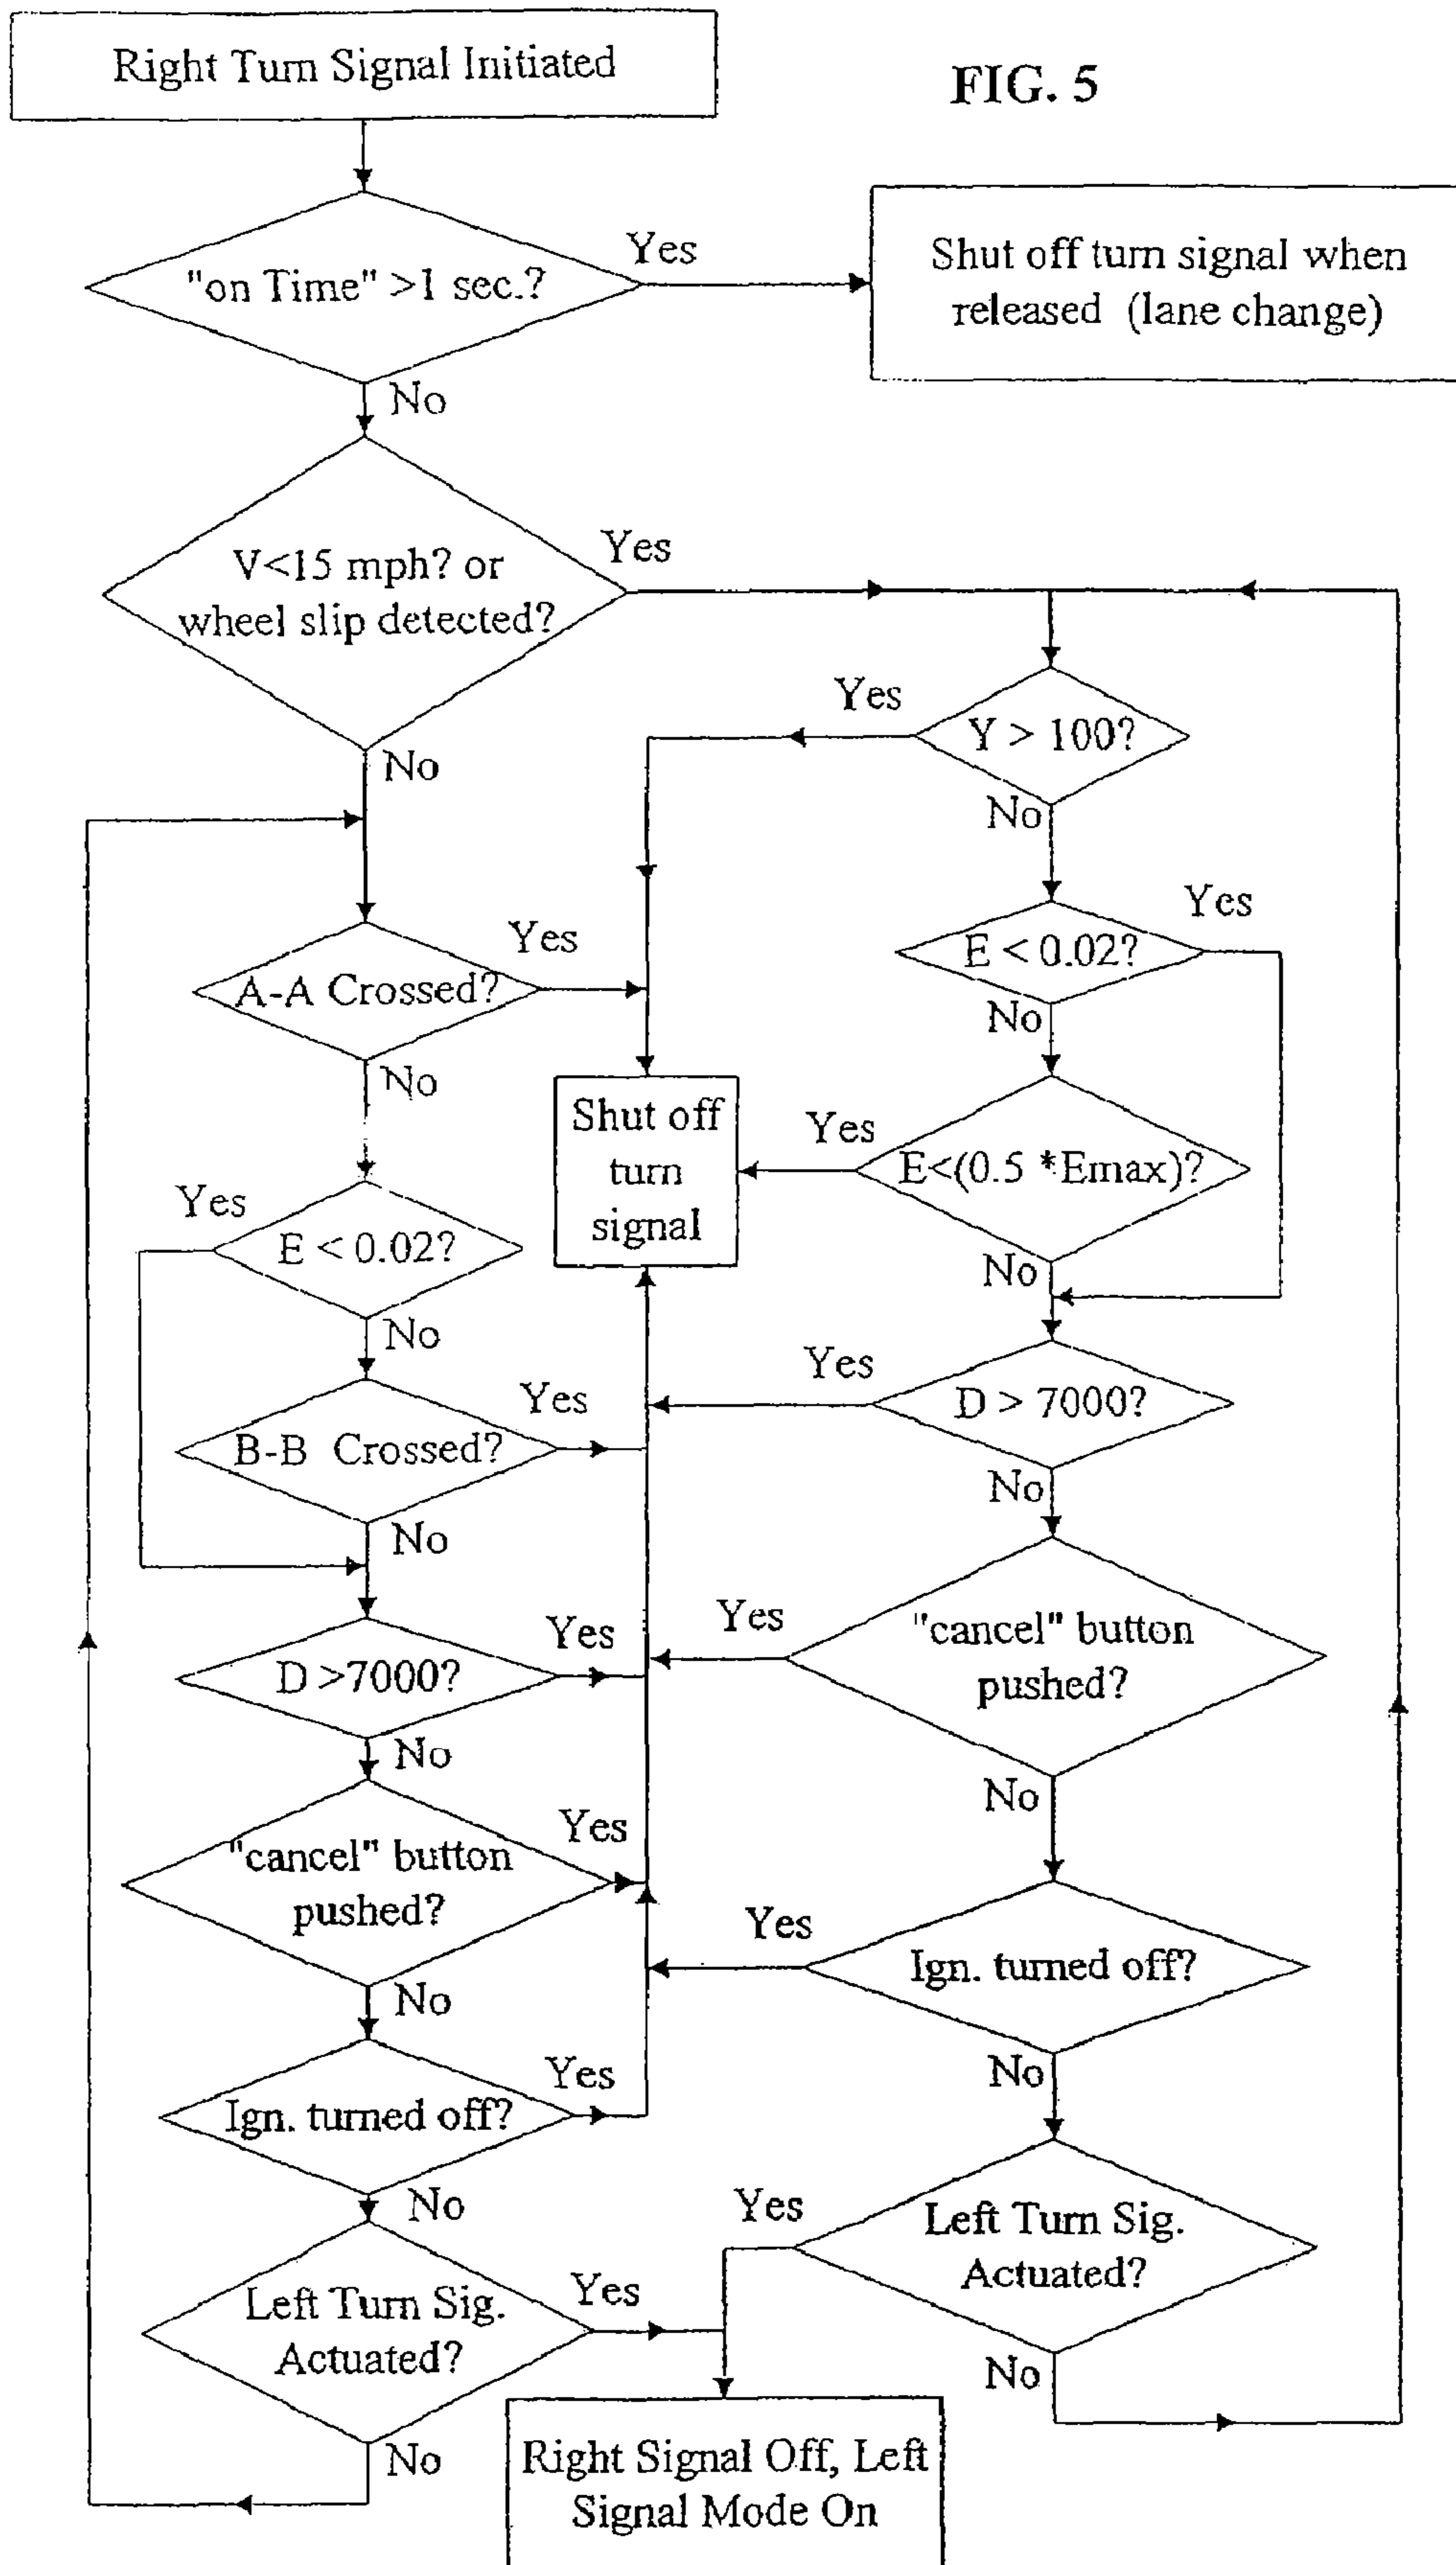 Right Turn Signal Initiated
FIG. 5
"on Time" >1 sec.?
Yes
Shut off turn signal when
released (lane change)
No
V<15 mph? or
wheel slip detected?
Yes
No
Yes
Y > 100?
No
A-A Crossed?
Yes
No
E < 0.02?
Yes
No
Shut off
turn
signal
Yes
E<(0.5 *Emax)?
No
Yes
E < 0.02?
No
Yes
D > 7000?
No
B-B Crossed?
Yes
No
D >7000?
Yes
No
Yes
"cancel" button
pushed?
No
"cancel" button
pushed?
Yes
No
Yes
Ign. turned off?
No
Ign. turned off?
Yes
No
Yes
Left Turn Sig.
Actuated?
No
Left Turn Sig.
Actuated?
Yes
No
Right Signal Off, Left
Signal Mode On